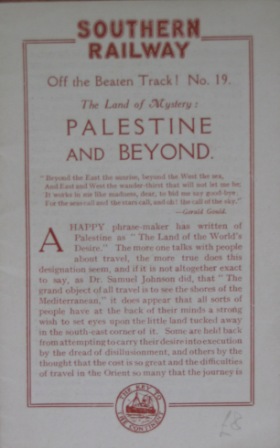 SOUTHERN
RAILWAY
Off the Beaten Track! No. 19.
The Land of Mystery:
PALESTINE
AND BEYOND.
"Beyond the East the sunrise, beyond the West the sea,
And East and West the wander-thirst that will not let me be;
It works in me like madness, dear, to bid me say good-bye
For the seas call and the stars call, and oh! the call of the sky."
—Gerald Gould.
A HAPPY phrase-maker has written of
Palestine as "The Land of the World's
Desire." The more one talks with people
about travel, the more true does this
designation seem, and if it is not altogether exact
to say, as Dr. Samuel Johnson did, that "The
grand object of all travel is to see the shores of the
Mediterranean," it does appear that all sorts of
people have at the back of their minds a strong
wish to set eyes upon the little land tucked away
in the south-east corner of it. Some are held back
from attempting to carry their desire into execution
by the dread of disillusionment, and others by the
thought that the cost is so great and the difficulties
of travel in the Orient so many that the journey is
THE KEY TO
THE CONTINENT
£8